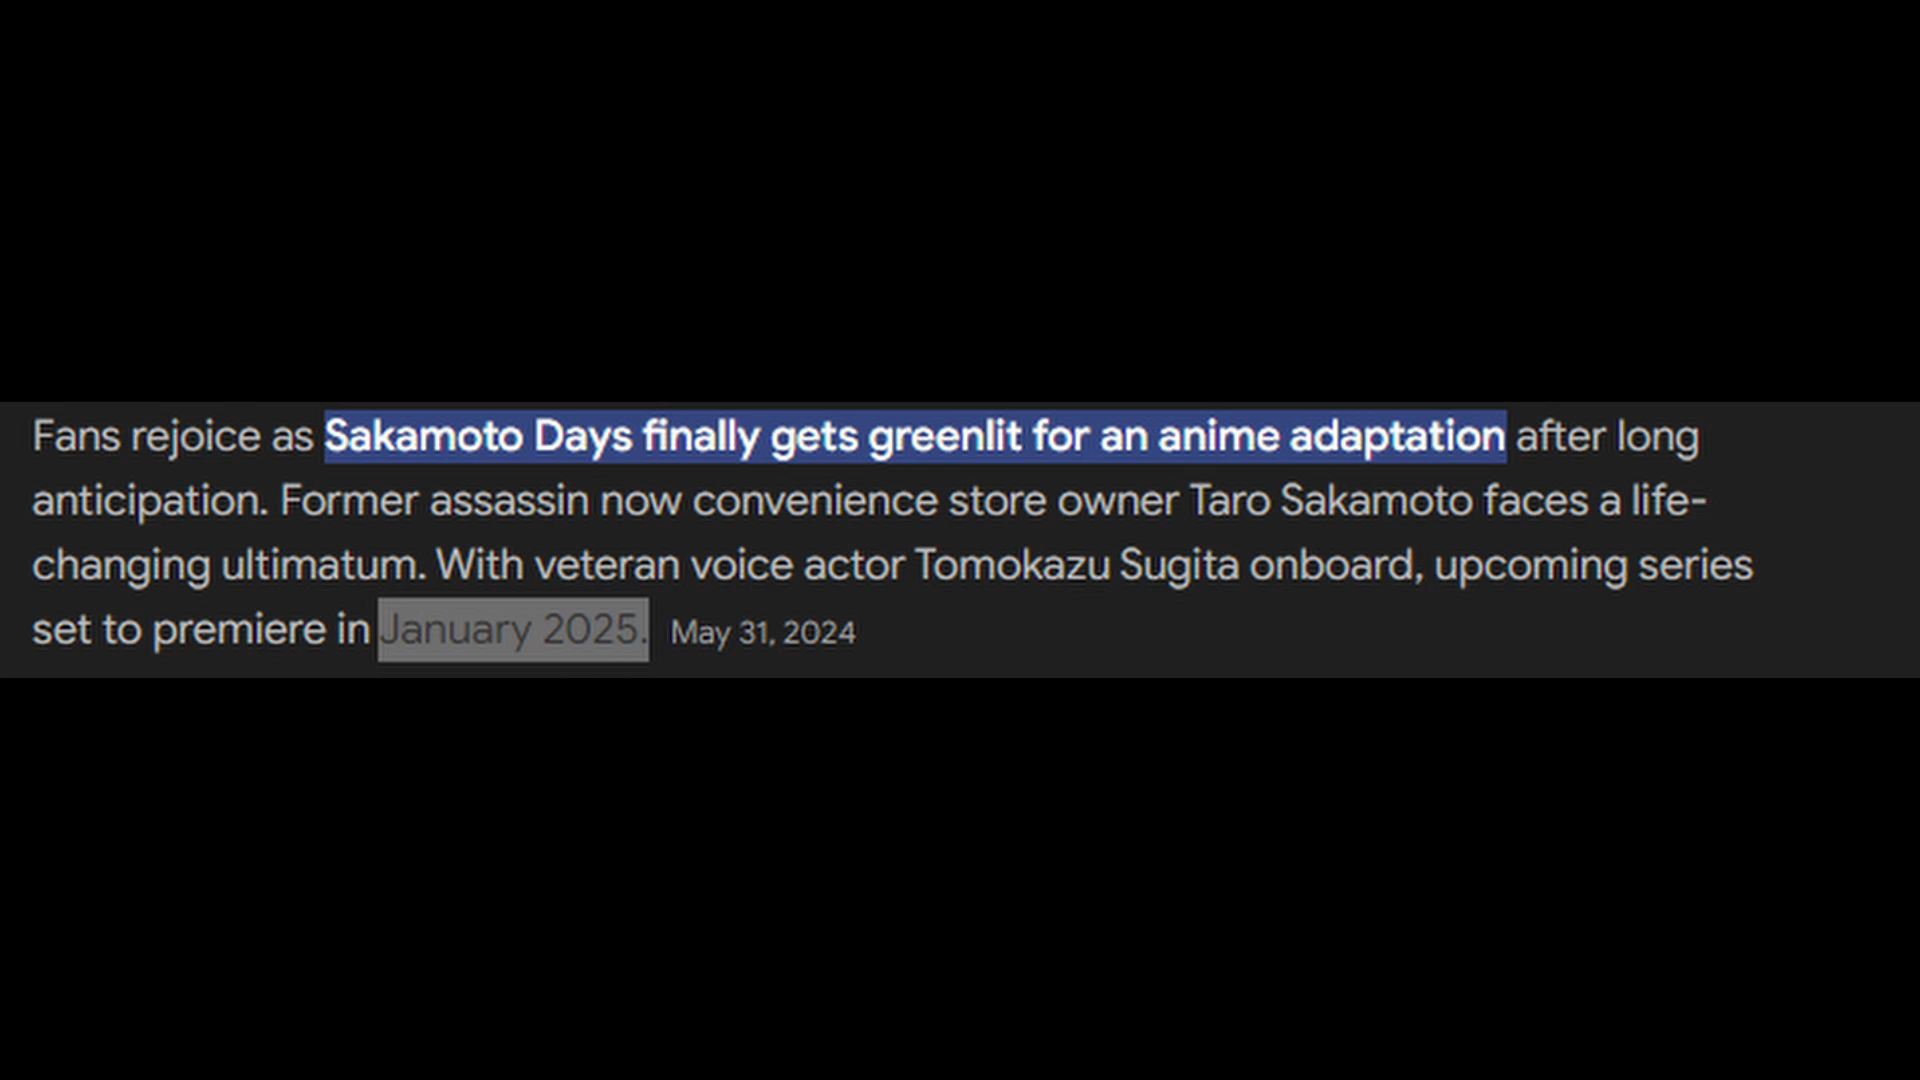 Fans rejoice as Sakamoto Days finally gets greenlit for an anime adaptation after long
anticipation. Former assassin now convenience store owner Taro Sakamoto faces a life-
changing ultimatum. With veteran voice actor Tomokazu Sugita onboard, upcoming series
set to premiere in January 2025. May 31, 2024